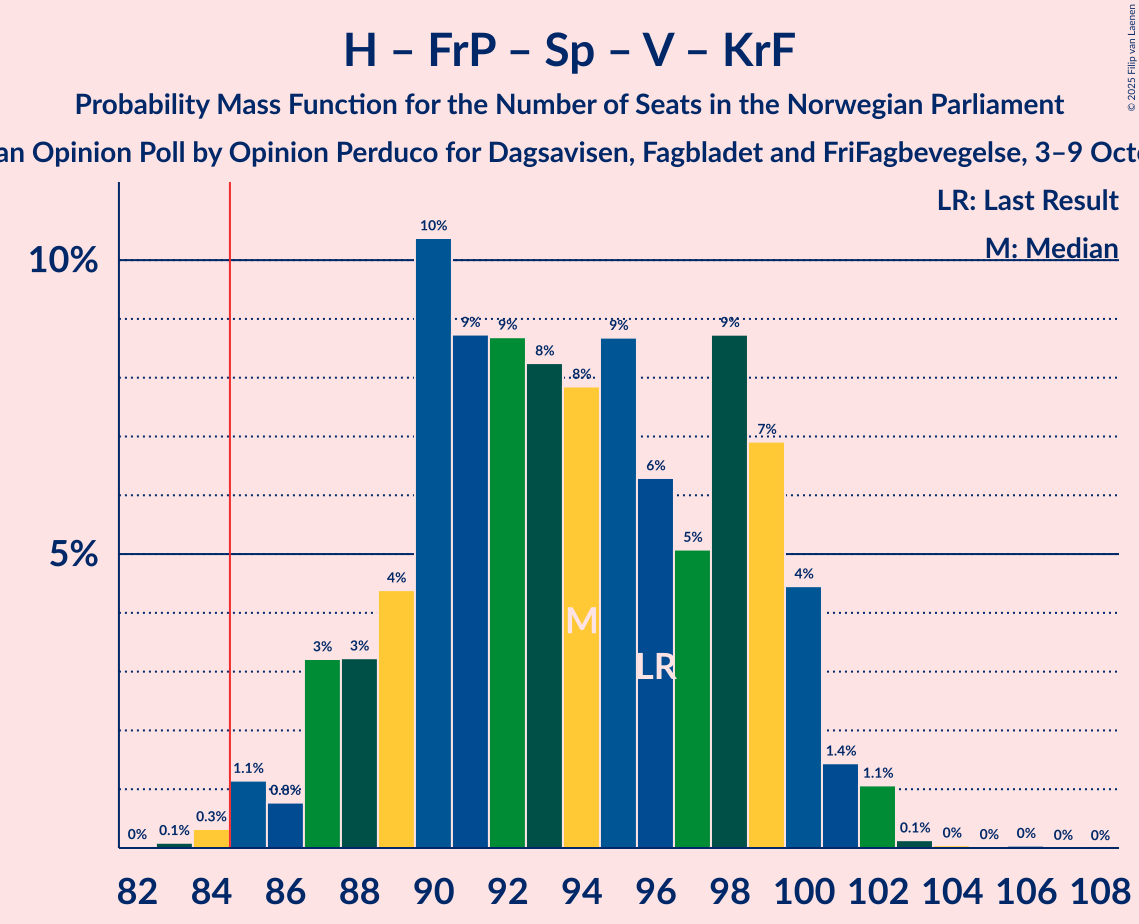 H – FrP – Sp – V – KrF
Probability Mass Function for the Number of Seats in the Norwegian Parliament
an Opinion Poll by Opinion Perduco for Dagsavisen, Fagbladet and FriFagbevegelse, 3–9 Octo
© 2025 Filip van Laenen
LR: Last Result
M: Median
10%
5%
0% 0.1% 0.3% 1.1% 0.8% 3% 3% 4% 10% 9% 9% 8% 8% 9% 6% 5% 9% 7% 4% 1.4% 1.1% 0.1% 0% 0% 0% 0% 0%
M
LR
82 84 86 88 90 92 94 96 98 100 102 104 106 108